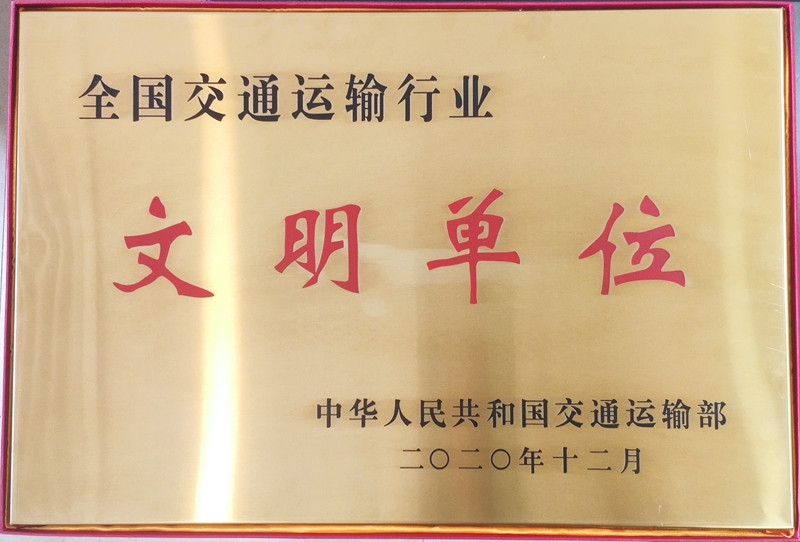 全国交通运输行业
文明单位
中华人民共和国交通运输部
二〇二〇年十二月